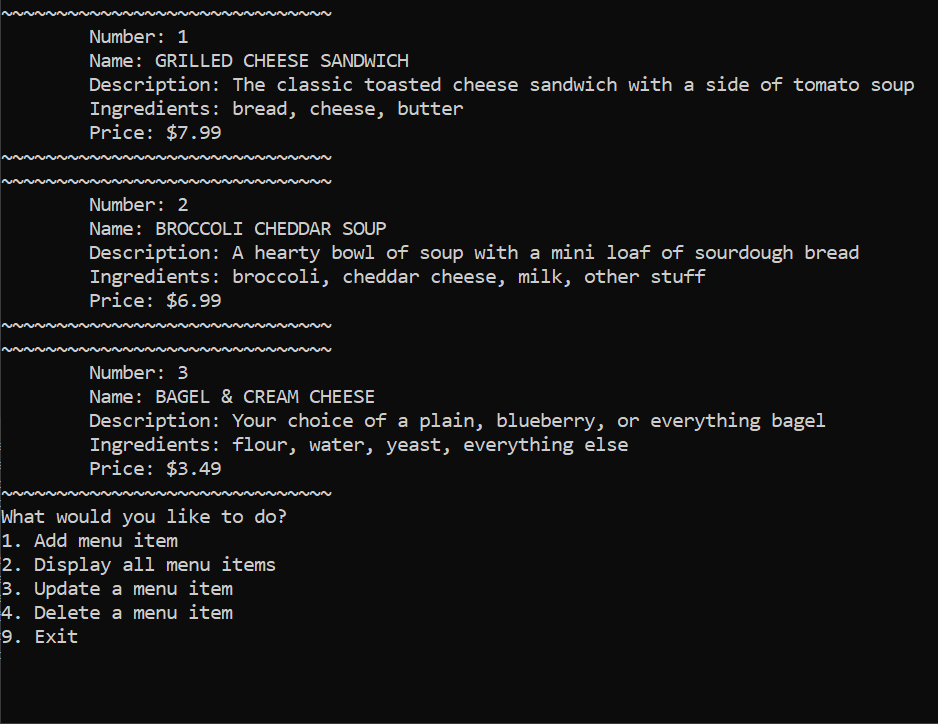 ~~~~~~~~~~~~~~~~~~~~~~~~~~~~~~
Number: 1
Name: GRILLED CHEESE SANDWICH
Description: The classic toasted cheese sandwich with a side of tomato soup
Ingredients: bread, cheese, butter
Price: $7.99
~~~~~~~~~~~~~~~~~~~~~~~~~~~~~~
~~~~~~~~~~~~~~~~~~~~~~~~~~~~~~
Number: 2
Name: BROCCOLI CHEDDAR SOUP
Description: A hearty bowl of soup with a mini loaf of sourdough bread
Ingredients: broccoli, cheddar cheese, milk, other stuff
Price: $6.99
~~~~~~~~~~~~~~~~~~~~~~~~~~~~~~
~~~~~~~~~~~~~~~~~~~~~~~~~~~~~~
Number: 3
Name: BAGEL & CREAM CHEESE
Description: Your choice of a plain, blueberry, or everything bagel
Ingredients: flour, water, yeast, everything else
Price: $3.49
~~~~~~~~~~~~~~~~~~~~~~~~~~~~~~
What would you like to do?
1. Add menu item
2. Display all menu items
3. Update a menu item
4. Delete a menu item
9. Exit